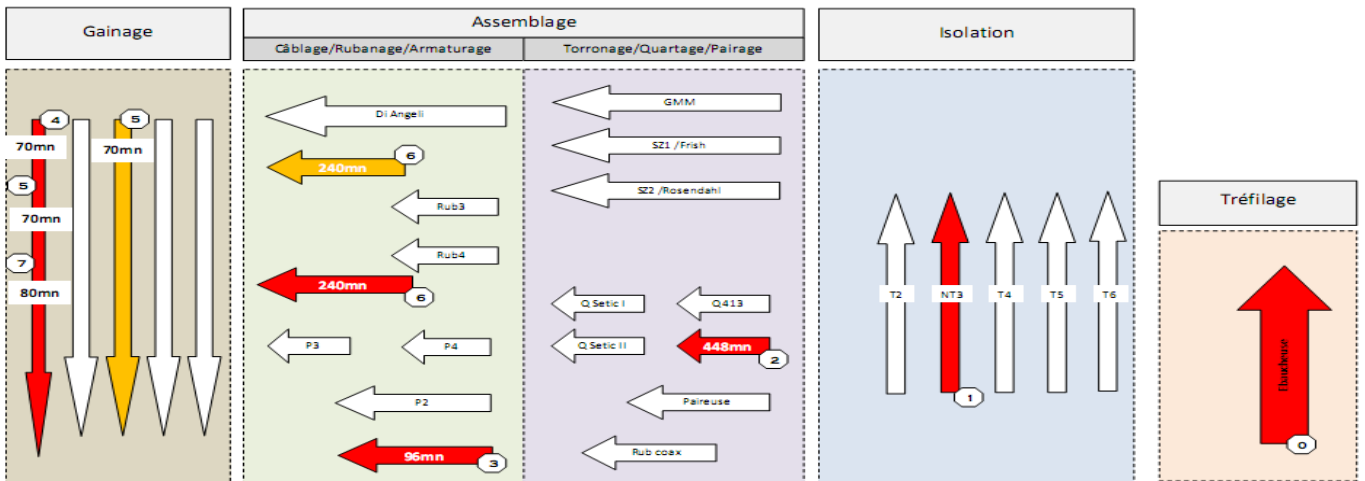 Gainage
Assemblage
Câblage/Rubanage/Armaturage
Torronage/Quartage/Pairage
Isolation
Tréfilage
4
70mn
5
70mn
7
80mn
5
70mn
Di Angeli
6
240mn
Rub3
Rub4
240mn
6
P3
P4
P2
96mn
3
GMM
SZ1 /Frish
SZ2 /Rosendahl
Q Setic I
Q413
Q Setic II
448mn
2
Paireuse
Rub coax
T2
NT3
T4
T5
T6
1
Ebaucheuse
0